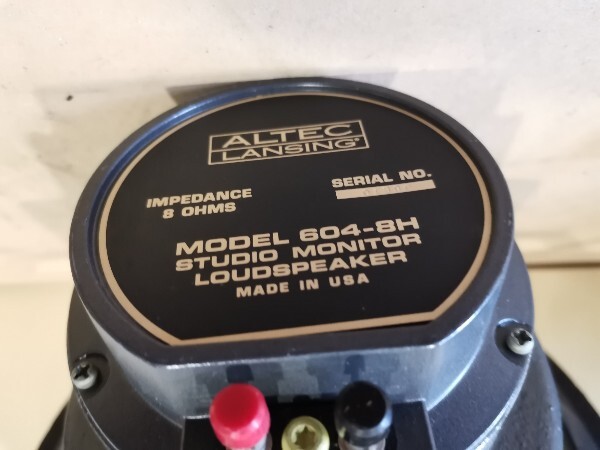 ALTEC
LANSING®
IMPEDANCE
8 OHMS
SERIAL NO.
MODEL 604-8H
STUDIO MONITOR
LOUDSPEAKER
MADE IN USA